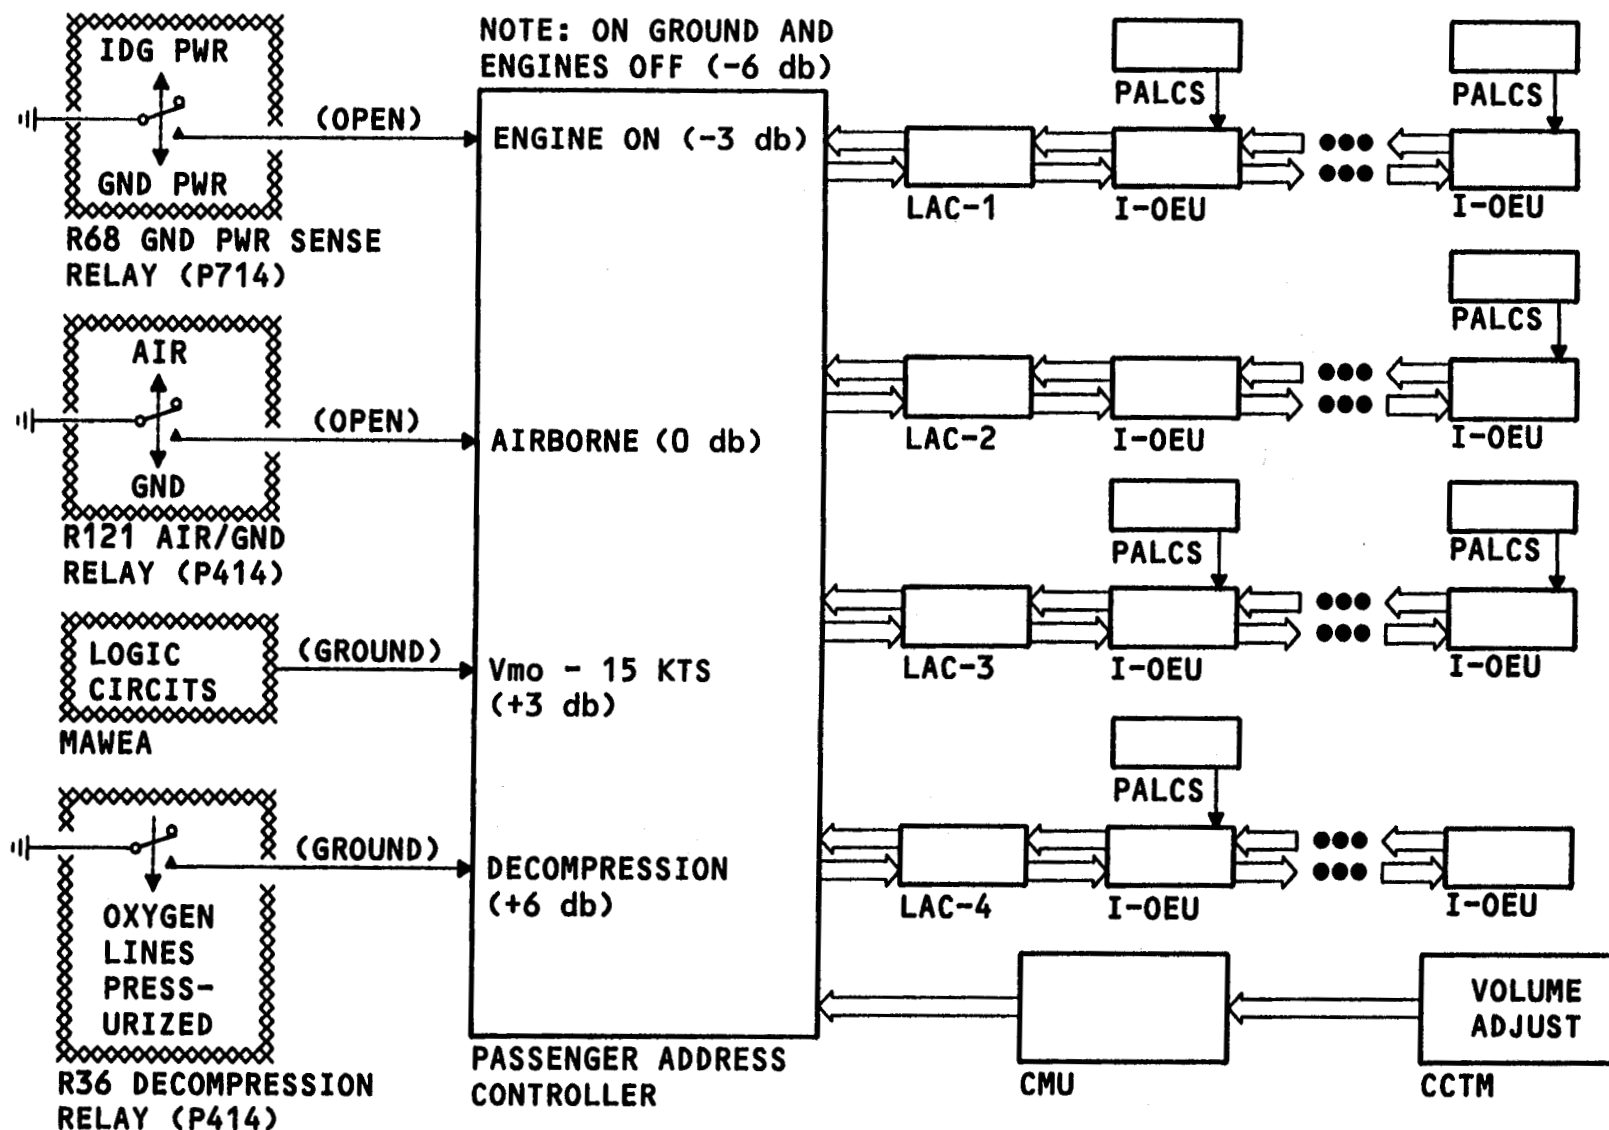 IDG PWR
GND PWR
R68 GND PWR SENSE
RELAY (P714)
(OPEN)
AIR
GND
R121 AIR/GND
RELAY (P414)
(OPEN)
LOGIC
CIRCITS
MAWEA
(GROUND)
OXYGEN
LINES
PRESS-
URIZED
R36 DECOMPRESSION
RELAY (P414)
(GROUND)
NOTE: ON GROUND AND
ENGINES OFF (-6 db)
ENGINE ON (-3 db)
AIRBORNE (0 db)
Vmo - 15 KTS
(+3 db)
DECOMPRESSION
(+6 db)
PASSENGER ADDRESS
CONTROLLER
PALCS
PALCS
LAC-1
I-OEU
I-OEU
PALCS
LAC-2
I-OEU
I-OEU
PALCS
PALCS
LAC-3
I-OEU
I-OEU
PALCS
LAC-4
I-OEU
I-OEU
CMU
VOLUME
ADJUST
CCTM